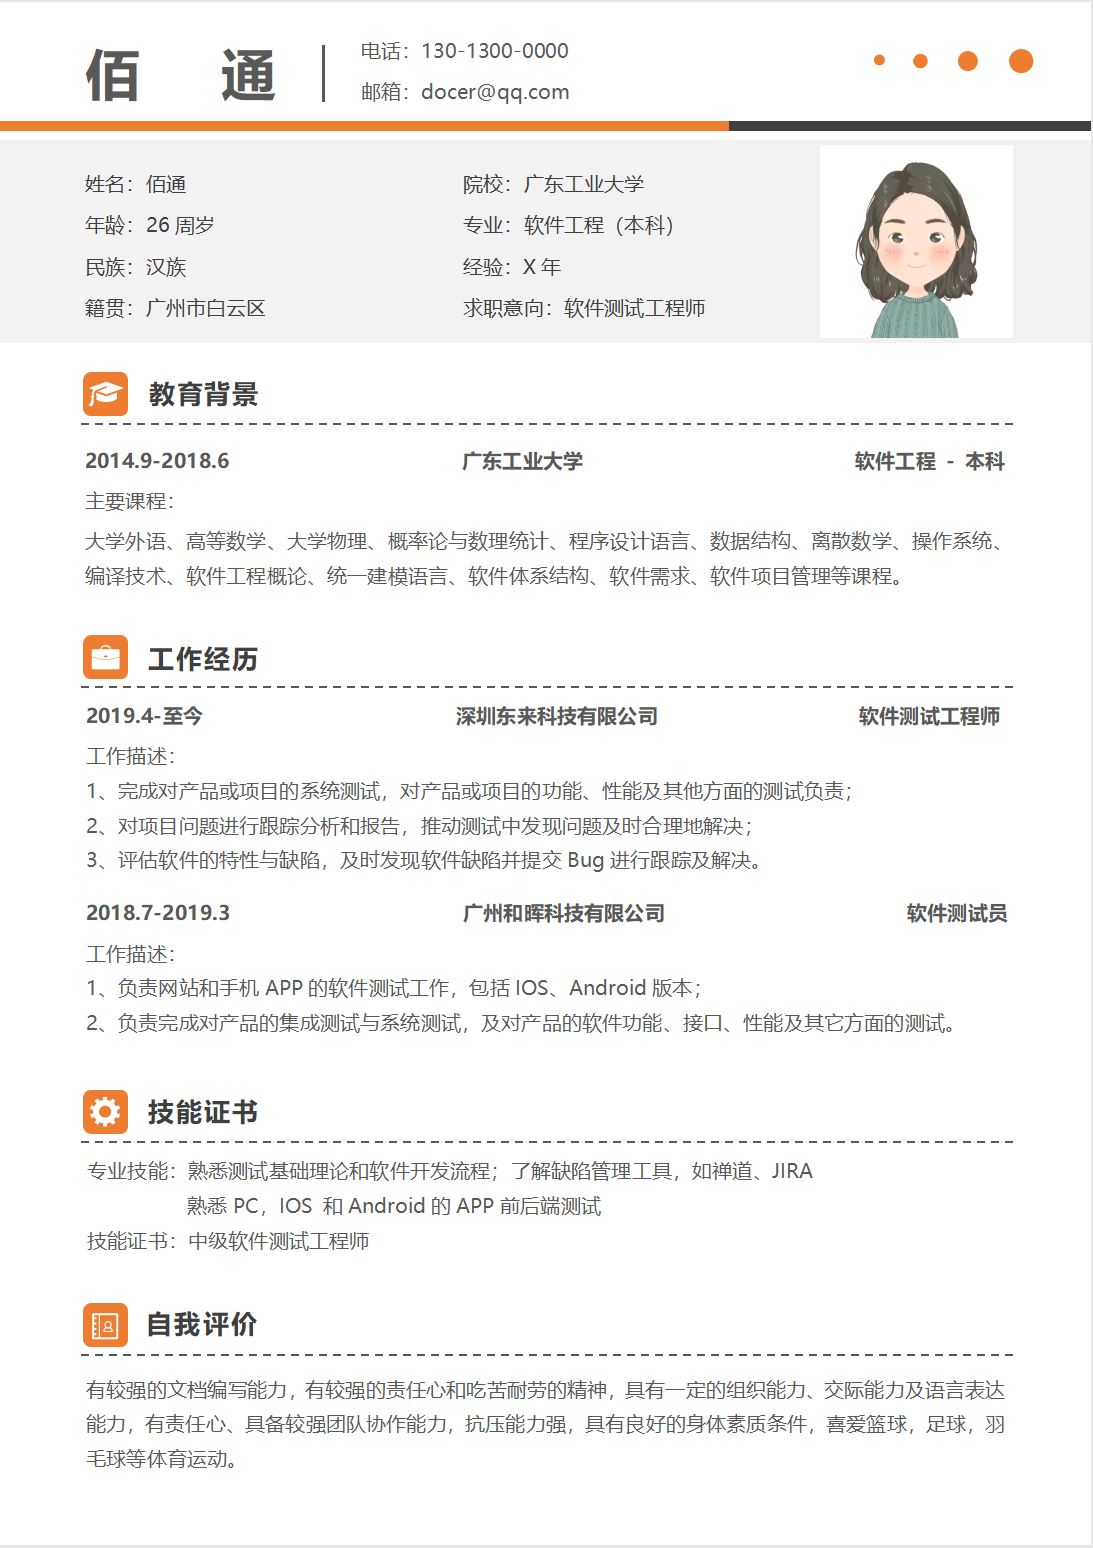 佰 通
电话：130-1300-0000
邮箱：docer@qq.com
姓名：佰通
院校：广东工业大学
年龄：26 周岁
专业：软件工程（本科）
民族：汉族
经验：X 年
籍贯：广州市白云区
求职意向：软件测试工程师
教育背景
2014.9-2018.6 广东工业大学 软件工程 - 本科
主要课程：
大学外语、高等数学、大学物理、概率论与数理统计、程序设计语言、数据结构、离散数学、操作系统、
编译技术、软件工程概论、统一建模语言、软件体系结构、软件需求、软件项目管理等课程。
工作经历
2019.4-至今 深圳东来科技有限公司 软件测试工程师
工作描述：
1、完成对产品或项目的系统测试，对产品或项目的功能、性能及其他方面的测试负责；
2、对项目问题进行跟踪分析和报告，推动测试中发现问题及时合理地解决；
3、评估软件的特性与缺陷，及时发现软件缺陷并提交 Bug 进行跟踪及解决。
2018.7-2019.3 广州和晖科技有限公司 软件测试员
工作描述：
1、负责网站和手机 APP 的软件测试工作，包括 IOS、Android 版本；
2、负责完成对产品的集成测试与系统测试，及对产品的软件功能、接口、性能及其它方面的测试。
技能证书
专业技能：熟悉测试基础理论和软件开发流程；了解缺陷管理工具，如禅道、JIRA
熟悉 PC，IOS 和 Android 的 APP 前后端测试
技能证书：中级软件测试工程师
自我评价
有较强的文档编写能力，有较强的责任心和吃苦耐劳的精神，具有一定的组织能力、交际能力及语言表达
能力，有责任心、具备较强团队协作能力，抗压能力强，具有良好的身体素质条件，喜爱篮球，足球，羽
毛球等体育运动。